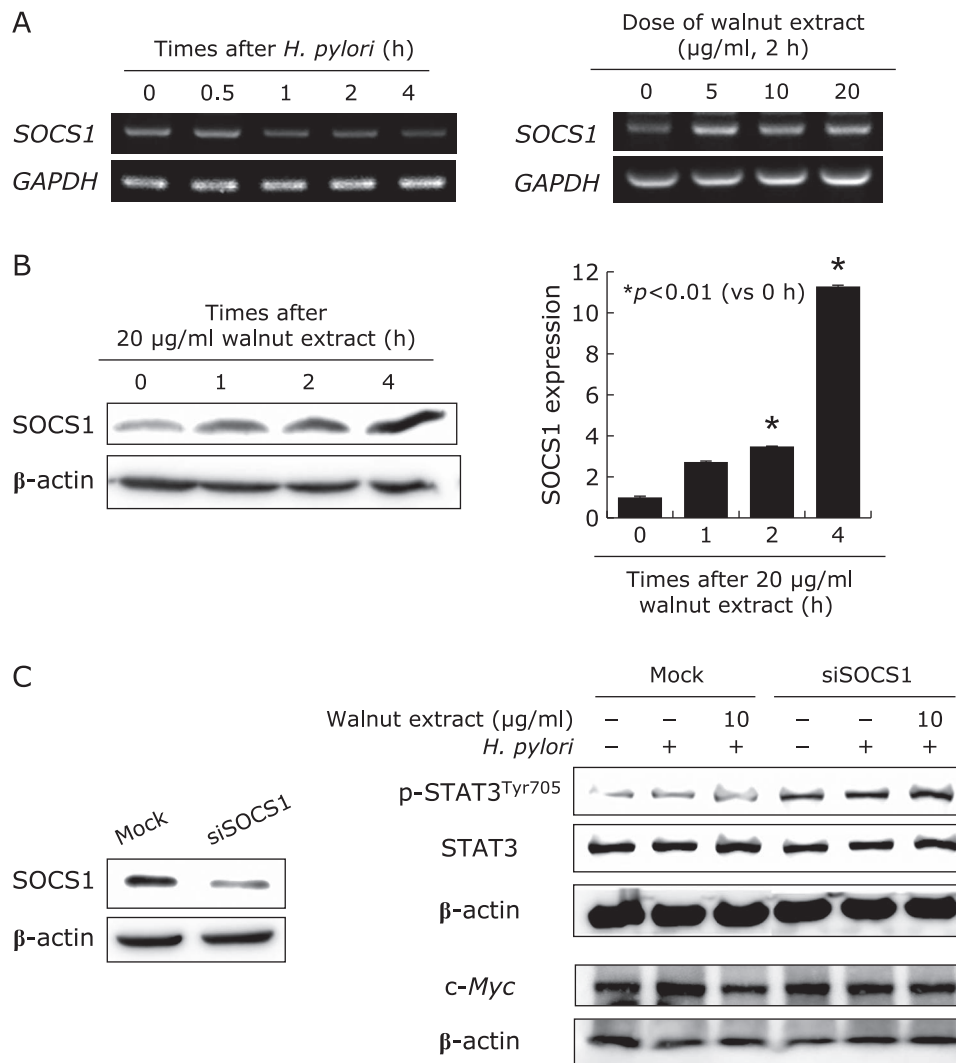 A
Times after H. pylori (h)
0 0.5 1 2 4
SOCS1
GAPDH
Dose of walnut extract
(µg/ml, 2 h)
0 5 10 20
SOCS1
GAPDH
B
Times after
20 µg/ml walnut extract (h)
0 1 2 4
SOCS1
β-actin
12
10
8
6
4
2
0
SOCS1 expression
*p<0.01 (vs 0 h)
*
*
0 1 2 4
Times after 20 µg/ml
walnut extract (h)
C
Mock siSOCS1
SOCS1
β-actin
Mock siSOCS1
Walnut extract (µg/ml) – – 10 – – 10
H. pylori – + + – + +
p-STAT3Tyr705
STAT3
β-actin
c-Myc
β-actin